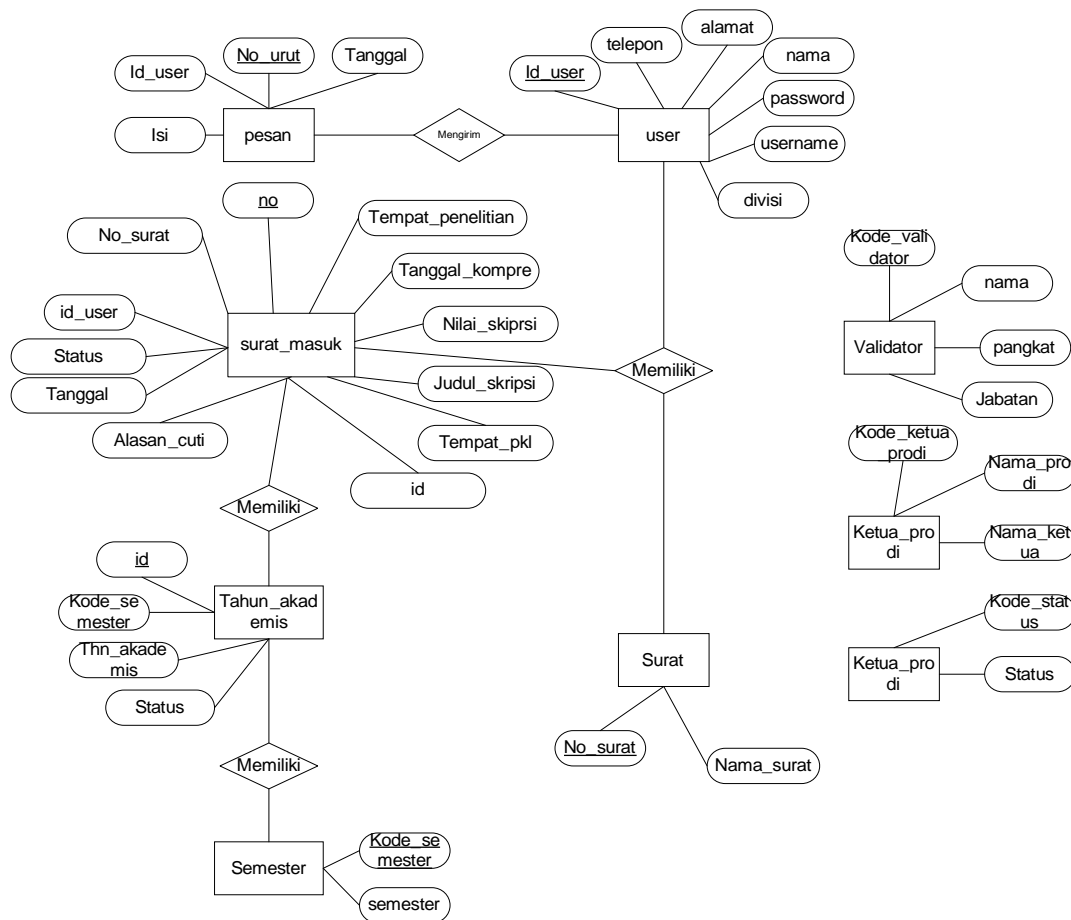 alamat
telepon
No_urut
Tanggal
nama
Id_user
Id_user
password
pesan
Mengirim
user
Isi
username
divisi
no
Tempat_penelitian
No_surat
Kode_vali
dator
Tanggal_kompre
nama
id_user
Nilai_skiprsi
surat_masuk
Validator
pangkat
Status
Memiliki
Judul_skripsi
Tanggal
Jabatan
Alasan_cuti
Tempat_pkl
Kode_ketua
_prodi
Nama_pro
di
id
Memiliki
Ketua_pro
di
Nama_ket
ua
id
Kode_se
mester
Tahun_akad
emis
Kode_stat
us
Thn_akade
mis
Surat
Ketua_pro
di
Status
Status
No_surat
Nama_surat
Memiliki
Kode_se
mester
Semester
semester